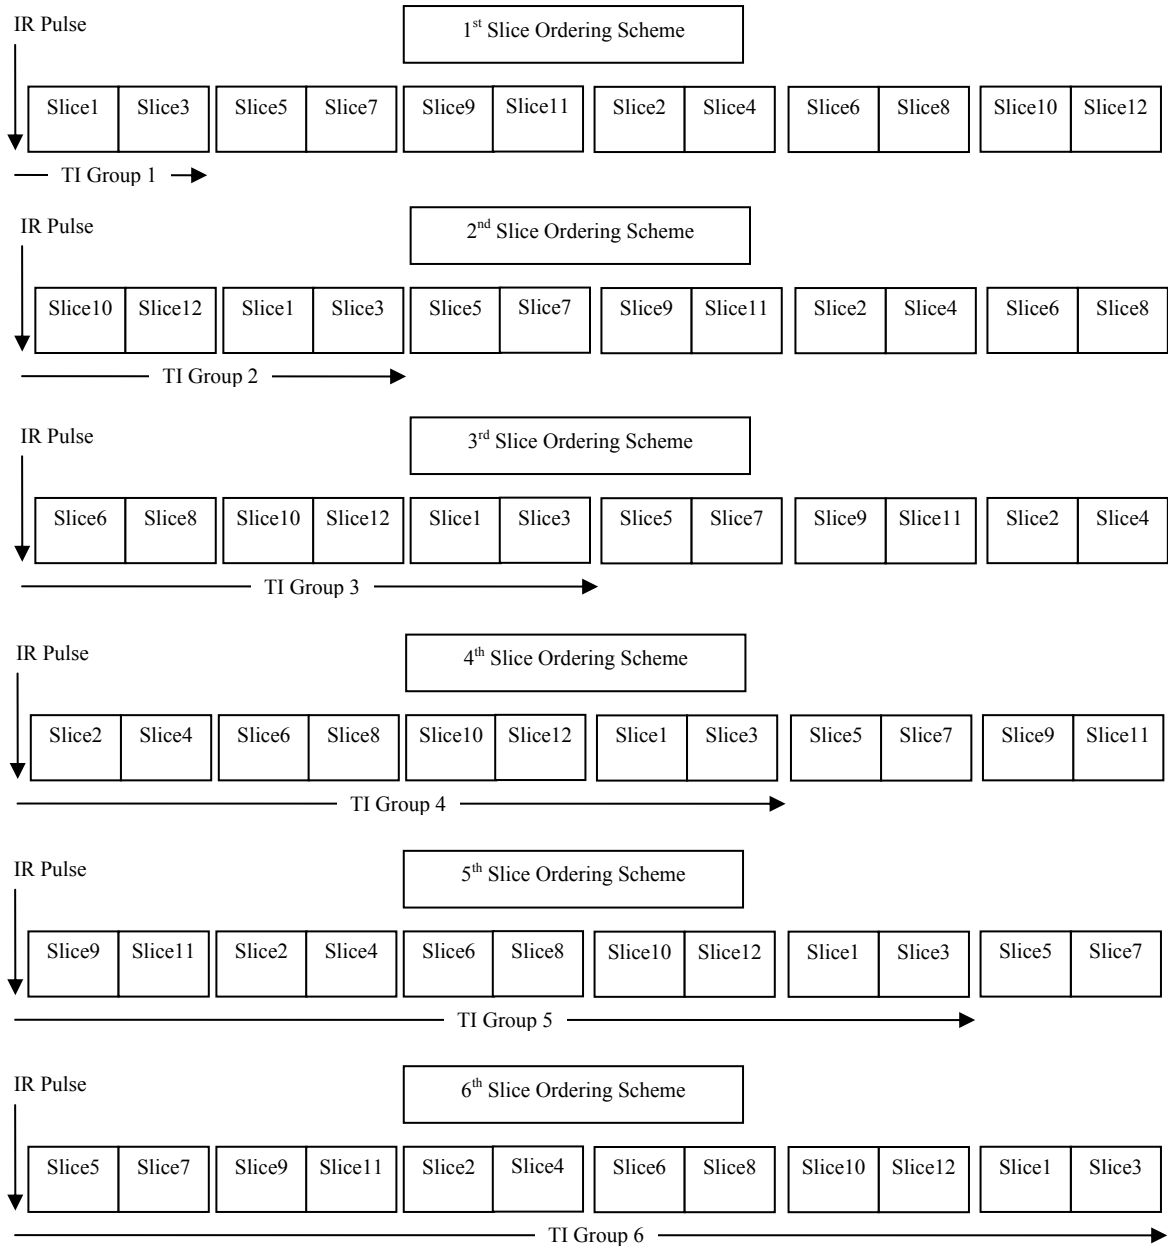 IR Pulse
1st Slice Ordering Scheme
Slice1 Slice3 Slice5 Slice7 Slice9 Slice11 Slice2 Slice4 Slice6 Slice8 Slice10 Slice12
TI Group 1
IR Pulse
2nd Slice Ordering Scheme
Slice10 Slice12 Slice1 Slice3 Slice5 Slice7 Slice9 Slice11 Slice2 Slice4 Slice6 Slice8
TI Group 2
IR Pulse
3rd Slice Ordering Scheme
Slice6 Slice8 Slice10 Slice12 Slice1 Slice3 Slice5 Slice7 Slice9 Slice11 Slice2 Slice4
TI Group 3
IR Pulse
4th Slice Ordering Scheme
Slice2 Slice4 Slice6 Slice8 Slice10 Slice12 Slice1 Slice3 Slice5 Slice7 Slice9 Slice11
TI Group 4
IR Pulse
5th Slice Ordering Scheme
Slice9 Slice11 Slice2 Slice4 Slice6 Slice8 Slice10 Slice12 Slice1 Slice3 Slice5 Slice7
TI Group 5
IR Pulse
6th Slice Ordering Scheme
Slice5 Slice7 Slice9 Slice11 Slice2 Slice4 Slice6 Slice8 Slice10 Slice12 Slice1 Slice3
TI Group 6